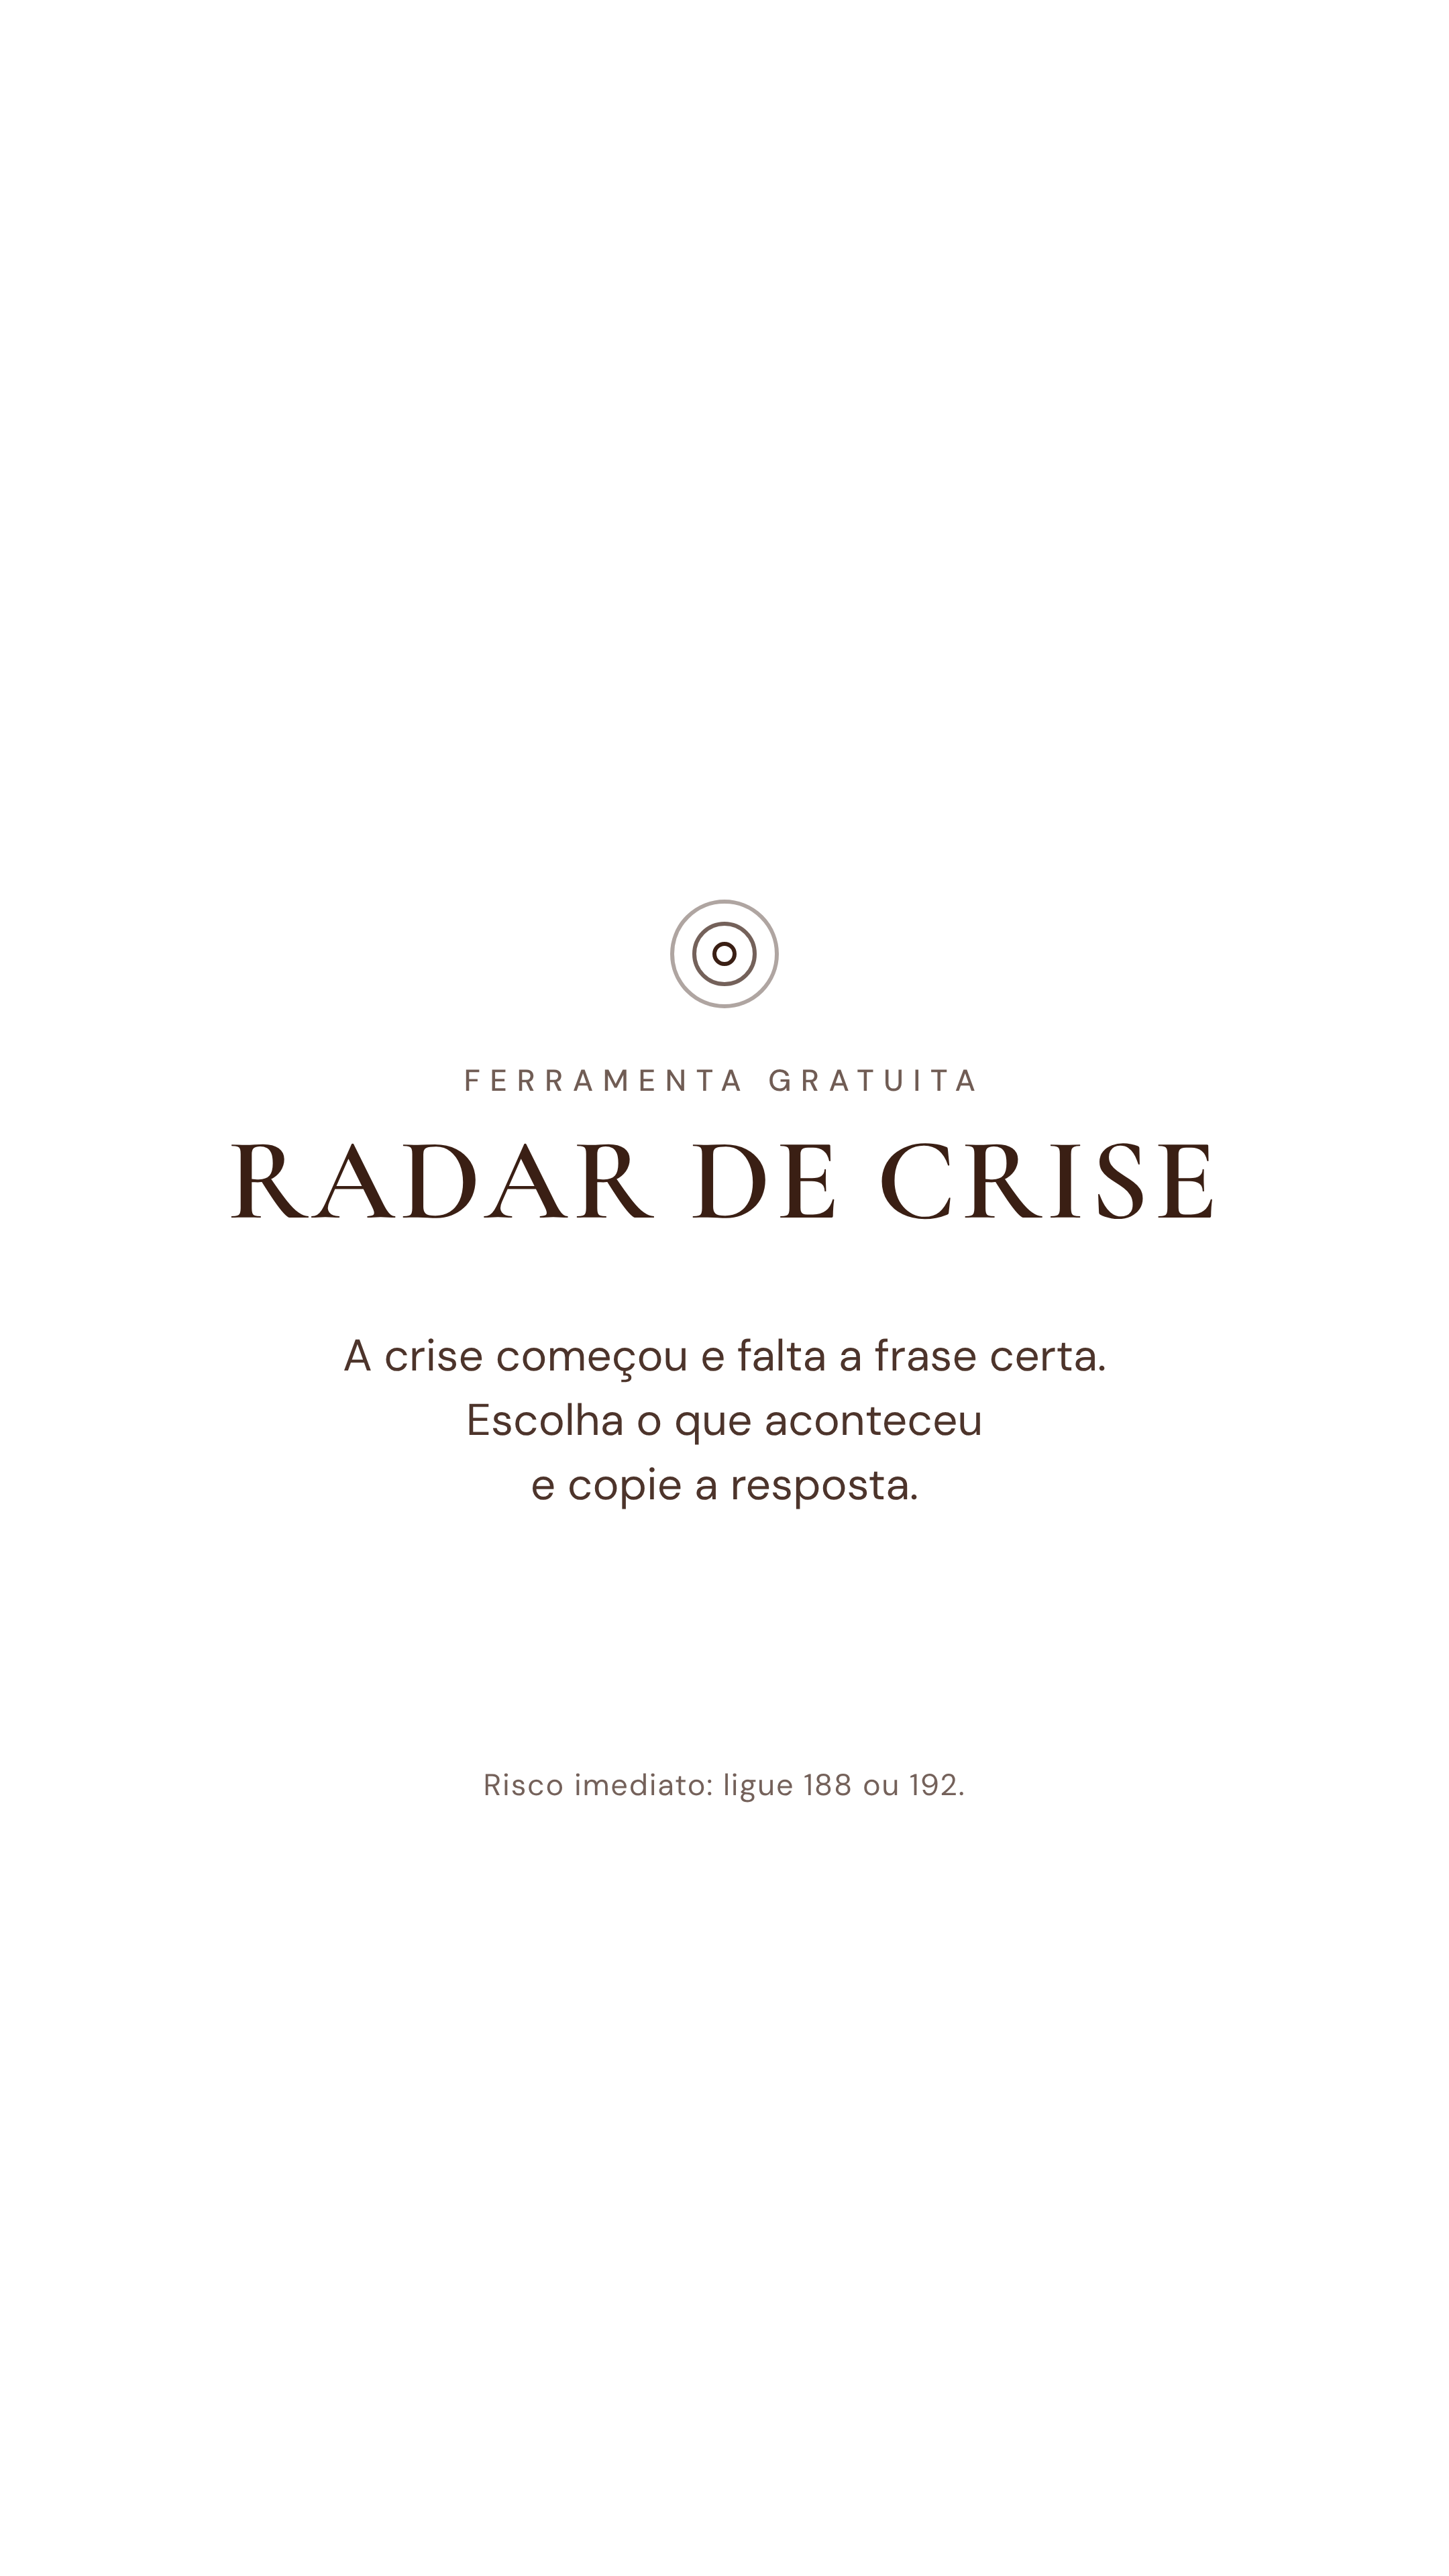 FERRAMENTA GRATUITA
RADAR DE CRISE
A crise começou e falta a frase certa.
Escolha o que aconteceu
e copie a resposta.
Risco imediato: ligue 188 ou 192.